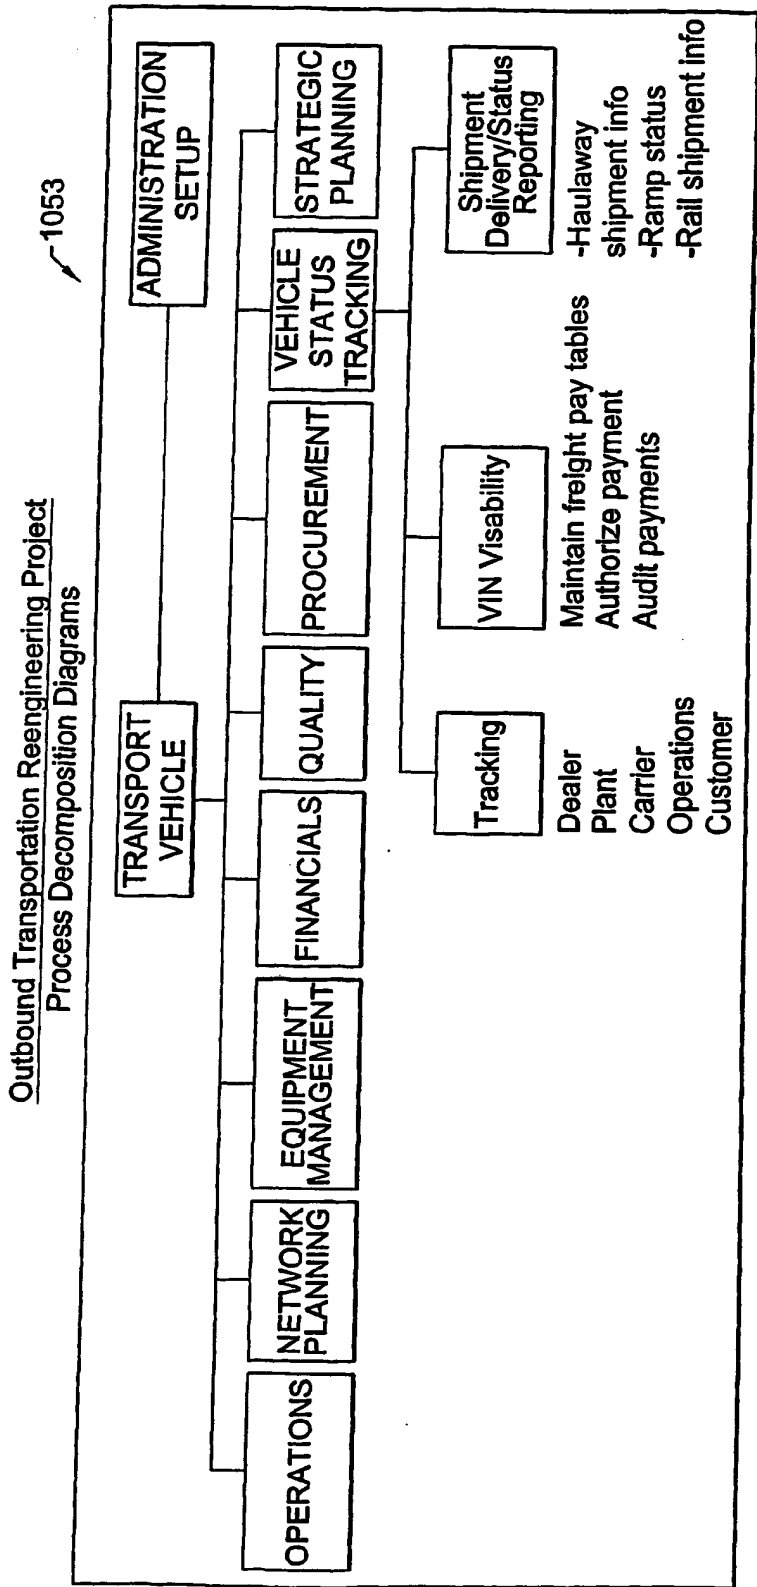 Outbound Transportation Reengineering Project
Process Decomposition Diagrams
1053
TRANSPORT
VEHICLE
ADMINISTRATION
SETUP
OPERATIONS
NETWORK
PLANNING
EQUIPMENT
MANAGEMENT
FINANCIALS
QUALITY
PROCUREMENT
VEHICLE
STATUS
TRACKING
STRATEGIC
PLANNING
Tracking
Dealer
Plant
Carrier
Operations
Customer
VIN Visability
Maintain freight pay tables
Authorize payment
Audit payments
Shipment
Delivery/Status
Reporting
-Haulaway
shipment info
-Ramp status
-Rail shipment info